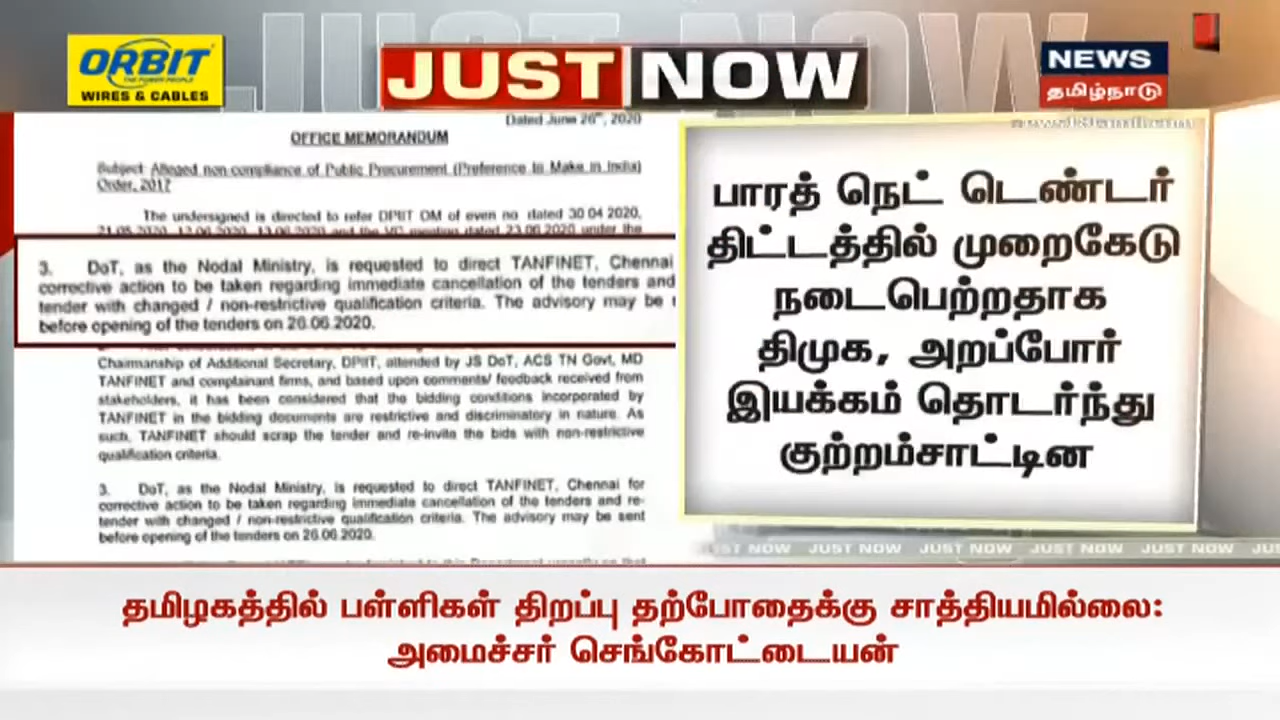 ORBIT
THE POWER PEOPLE
WIRES & CABLES
JUST NOW
NEWS
தமிழ்நாடு
Dated June 26th, 2020
OFFICE MEMORANDUM
Subject: Alleged non compliance of Public Procurement (Preference to Make in India)
Order, 2017
The undersigned is directed to refer DPIIT OM of even no. dated 30.04.2020,
3. DoT, as the Nodal Ministry, is requested to direct TANFINET, Chennai
corrective action to be taken regarding immediate cancellation of the tenders and
tender with changed / non-restrictive qualification criteria. The advisory may be
before opening of the tenders on 26.06.2020.
Chairmanship of Additional Secretary, DPIIT, attended by JS DoT, ACS TN Govt, MD
TANFINET and complainant firms, and based upon comments/ feedback received from
stakeholders, it has been considered that the bidding conditions incorporated by
TANFINET in the bidding documents are restrictive and discriminatory in nature. As
such, TANFINET should scrap the tender and re-invite the bids with non-restrictive
qualification criteria.
3. DoT, as the Nodal Ministry, is requested to direct TANFINET, Chennai for
corrective action to be taken regarding immediate cancellation of the tenders and re-
tender with changed / non-restrictive qualification criteria. The advisory may be sent
before opening of the tenders on 26.06.2020.
பாரத் நெட் டெண்டர்
திட்டத்தில் முறைகேடு
நடைபெற்றதாக
திமுக, அறப்போர்
இயக்கம் தொடர்ந்து
குற்றம்சாட்டின
JUST NOW JUST NOW JUST NOW JUST NOW JUST NOW
தமிழகத்தில் பள்ளிகள் திறப்பு தற்போதைக்கு சாத்தியமில்லை:
அமைச்சர் செங்கோட்டையன்